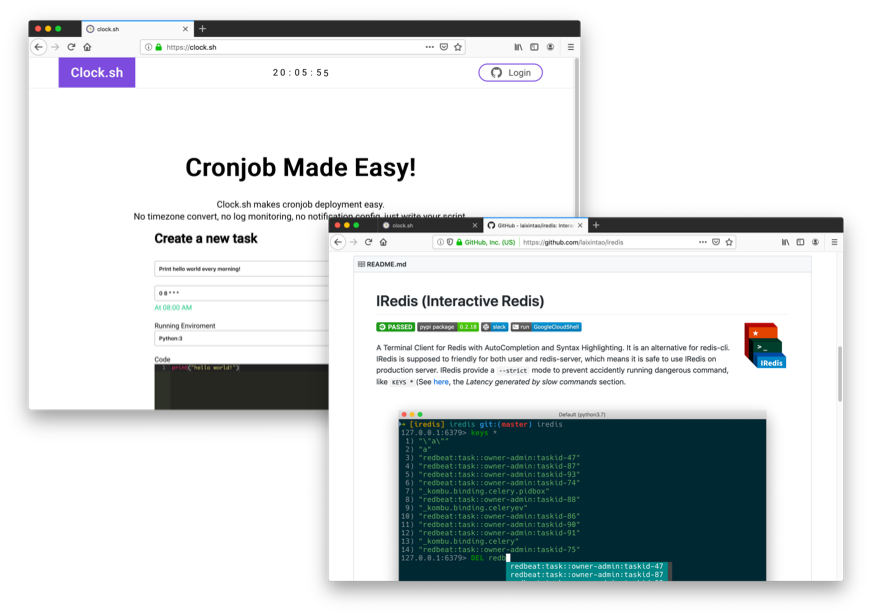 clock.sh
https://clock.sh
Clock.sh
20:05:55
Login
Cronjob Made Easy!
Clock.sh makes cronjob deployment easy.
No timezone convert, no log monitoring, no notification config, just write your script.
Create a new task
Print hello world every morning!
0 8 * * *
At 08:00 AM
Running Enviroment
Python:3
Code
1 print("hello world!")
clock.sh
GitHub - laixintao/iredis: Interac
GitHub, Inc. (US)
https://github.com/laixintao/iredis
README.md
IRedis (Interactive Redis)
PASSED pypi package 0.2.18 slack run GoogleCloudShell
A Terminal Client for Redis with AutoCompletion and Syntax Highlighting. It is an alternative for redis-cli.
IRedis is supposed to friendly for both user and redis-server, which means it is safe to use IRedis on
production server. IRedis provide a --strict mode to prevent accidently running dangerous command,
like KEYS * (See here, the Latency generated by slow commands section.
>_
IRedis
Default (python3.7)
[iredis] iredis git:(master) iredis
127.0.0.1:6379> keys *
1) "\"a\""
2) "a"
3) "redbeat:task::owner-admin:taskid-47"
4) "redbeat:task::owner-admin:taskid-87"
5) "redbeat:task::owner-admin:taskid-93"
6) "redbeat:task::owner-admin:taskid-74"
7) "_kombu.binding.celery.pidbox"
8) "redbeat:task::owner-admin:taskid-88"
9) "_kombu.binding.celeryev"
10) "redbeat:task::owner-admin:taskid-86"
11) "redbeat:task::owner-admin:taskid-90"
12) "redbeat:task::owner-admin:taskid-91"
13) "_kombu.binding.celery"
14) "redbeat:task::owner-admin:taskid-75"
127.0.0.1:6379> DEL redb
redbeat:task::owner-admin:taskid-47
redbeat:task::owner-admin:taskid-87